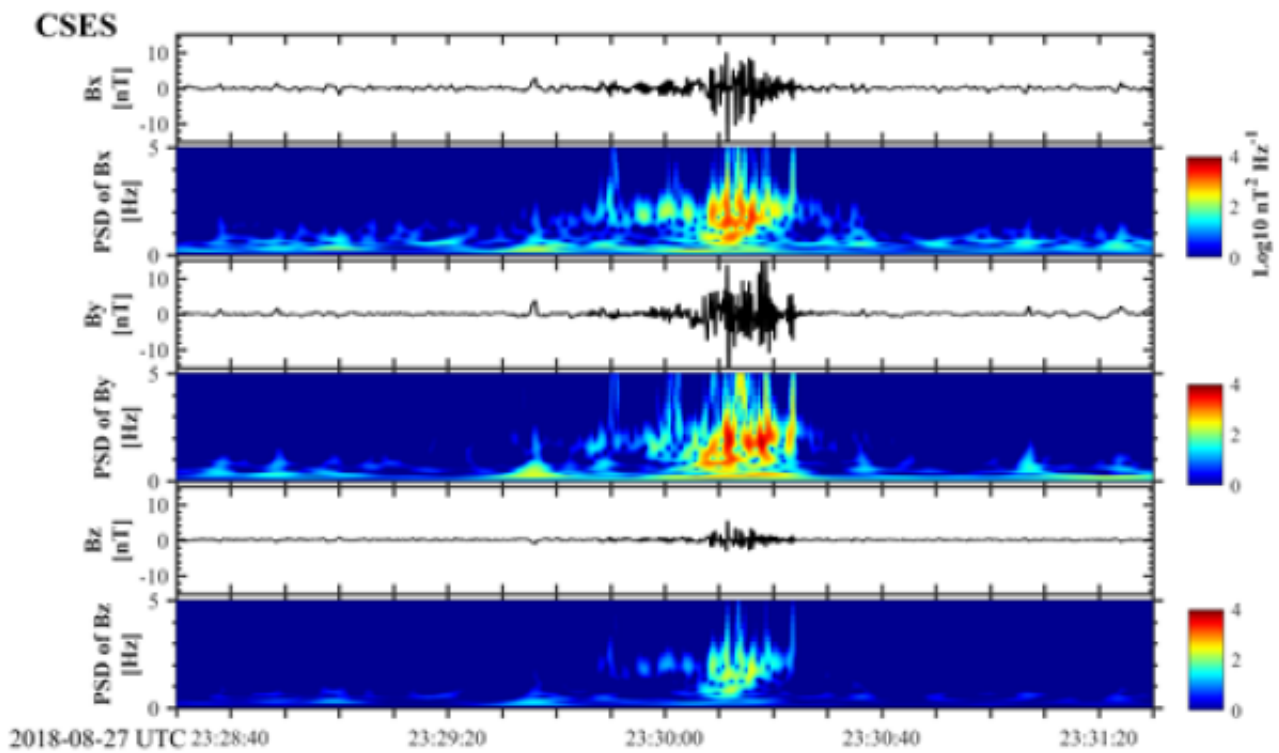 CSES
Bx
[nT]
10
0
-10
PSD of Bx
[Hz]
5
0
4
2
0
Log10 nT² Hz⁻¹
By
[nT]
10
0
-10
PSD of By
[Hz]
5
0
4
2
0
Bz
[nT]
10
0
-10
PSD of Bz
[Hz]
5
0
4
2
0
2018-08-27 UTC 23:28:40 23:29:20 23:30:00 23:30:40 23:31:20